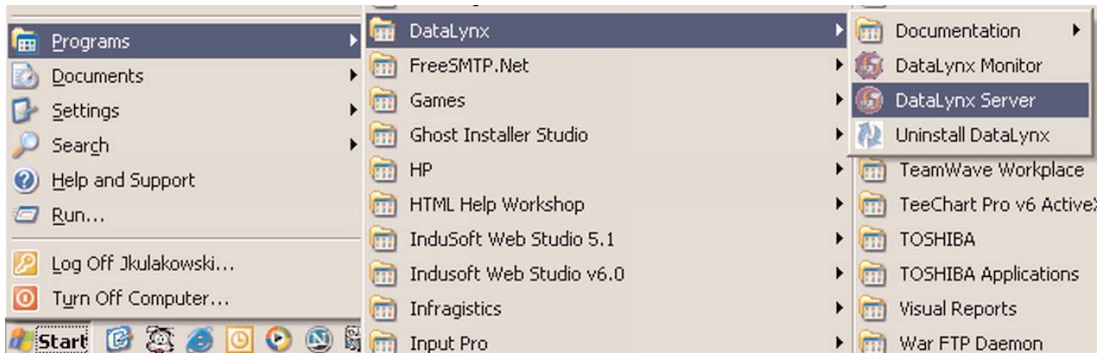 Programs
Documents
Settings
Search
Help and Support
Run...
Log Off Jkulakowski...
Turn Off Computer...
Start
DataLynx
FreeSMTP.Net
Games
Ghost Installer Studio
HP
HTML Help Workshop
InduSoft Web Studio 5.1
Indusoft Web Studio v6.0
Infragistics
Input Pro
Documentation
DataLynx Monitor
DataLynx Server
Uninstall DataLynx
TeamWave Workplace
TeeChart Pro v6 Active
TOSHIBA
TOSHIBA Applications
Visual Reports
War FTP Daemon